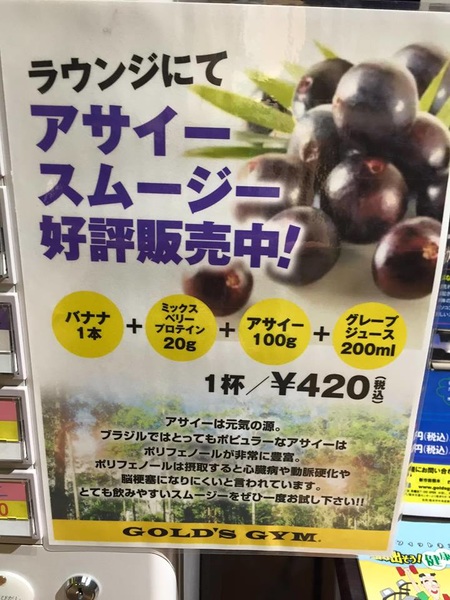 ラウンジにて
アサイー
スムージー
好評販売中!
バナナ
1本
+
ミックス
ベリー
プロテイン
20g
+
アサイー
100g
+
グレープ
ジュース
200ml
1杯/¥420(税込)
アサイーは元気の源。
ブラジルではとってもポピュラーなアサイーは
ポリフェノールが非常に豊富。
ポリフェノールは摂取すると心臓病や動脈硬化や
脳梗塞になりにくいと言われています。
とても飲みやすいスムージーをぜひ一度お試し下さい!!
GOLD'S GYM.
円(税込)
円(税込)